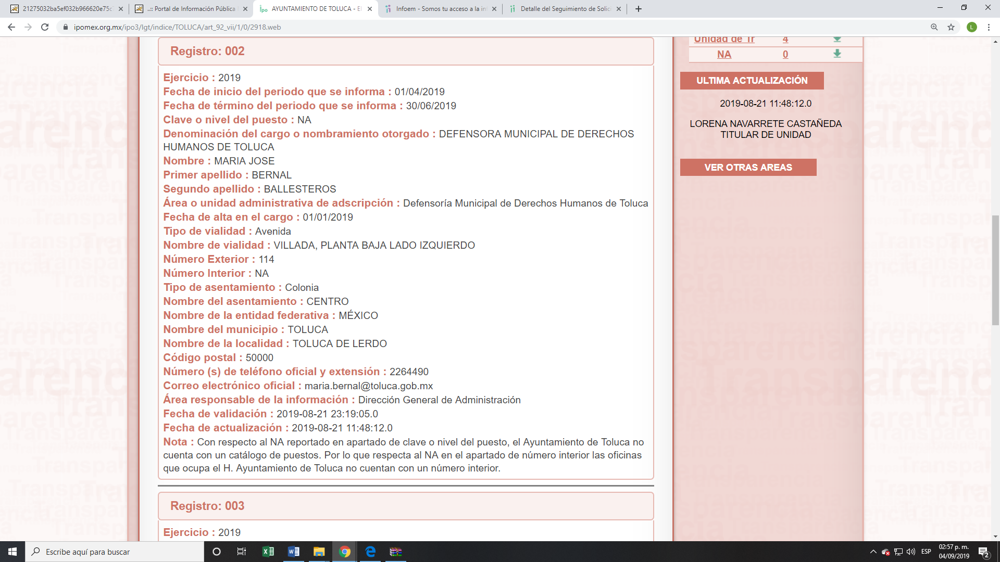 21275032ba5ef032b966620e75c
..:: Portal de Información Pública
AYUNTAMIENTO DE TOLUCA - El
Infoem - Somos tu acceso a la in
Detalle del Seguimiento de Solic
ipomex.org.mx/ipo3/lgt/indice/TOLUCA/art_92_vii/1/0/2918.web
L
Registro: 002
Ejercicio : 2019
Fecha de inicio del periodo que se informa : 01/04/2019
Fecha de término del periodo que se informa : 30/06/2019
Clave o nivel del puesto : NA
Denominación del cargo o nombramiento otorgado : DEFENSORA MUNICIPAL DE DERECHOS
HUMANOS DE TOLUCA
Nombre : MARIA JOSE
Primer apellido : BERNAL
Segundo apellido : BALLESTEROS
Área o unidad administrativa de adscripción : Defensoría Municipal de Derechos Humanos de Toluca
Fecha de alta en el cargo : 01/01/2019
Tipo de vialidad : Avenida
Nombre de vialidad : VILLADA, PLANTA BAJA LADO IZQUIERDO
Número Exterior : 114
Número Interior : NA
Tipo de asentamiento : Colonia
Nombre del asentamiento : CENTRO
Nombre de la entidad federativa : MÉXICO
Nombre del municipio : TOLUCA
Nombre de la localidad : TOLUCA DE LERDO
Código postal : 50000
Número (s) de teléfono oficial y extensión : 2264490
Correo electrónico oficial : maria.bernal@toluca.gob.mx
Área responsable de la información : Dirección General de Administración
Fecha de validación : 2019-08-21 23:19:05.0
Fecha de actualización : 2019-08-21 11:48:12.0
Nota : Con respecto al NA reportado en apartado de clave o nivel del puesto, el Ayuntamiento de Toluca no
cuenta con un catálogo de puestos. Por lo que respecta al NA en el apartado de número interior las oficinas
que ocupa el H. Ayuntamiento de Toluca no cuentan con un número interior.
Registro: 003
Ejercicio : 2019
Unidad de Tr 4
NA 0
ULTIMA ACTUALIZACIÓN
2019-08-21 11:48:12.0
LORENA NAVARRETE CASTAÑEDA
TITULAR DE UNIDAD
VER OTRAS AREAS
Escribe aquí para buscar
ESP
02:57 p. m.
04/09/2019
2